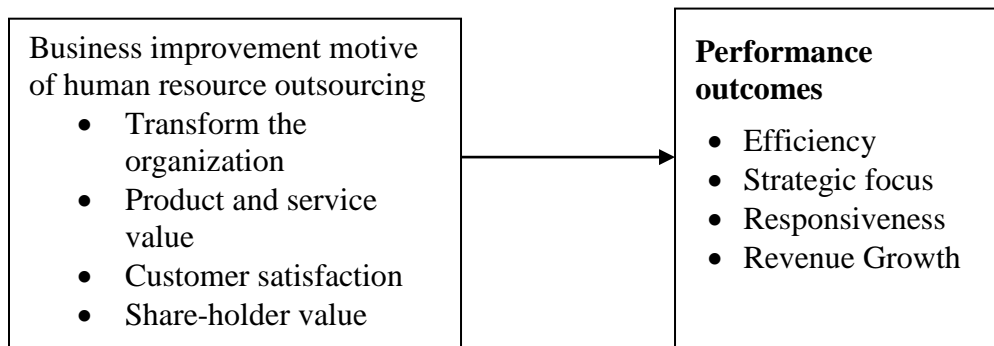 Business improvement motive
of human resource outsourcing
• Transform the
organization
• Product and service
value
• Customer satisfaction
• Share-holder value
Performance
outcomes
• Efficiency
• Strategic focus
• Responsiveness
• Revenue Growth